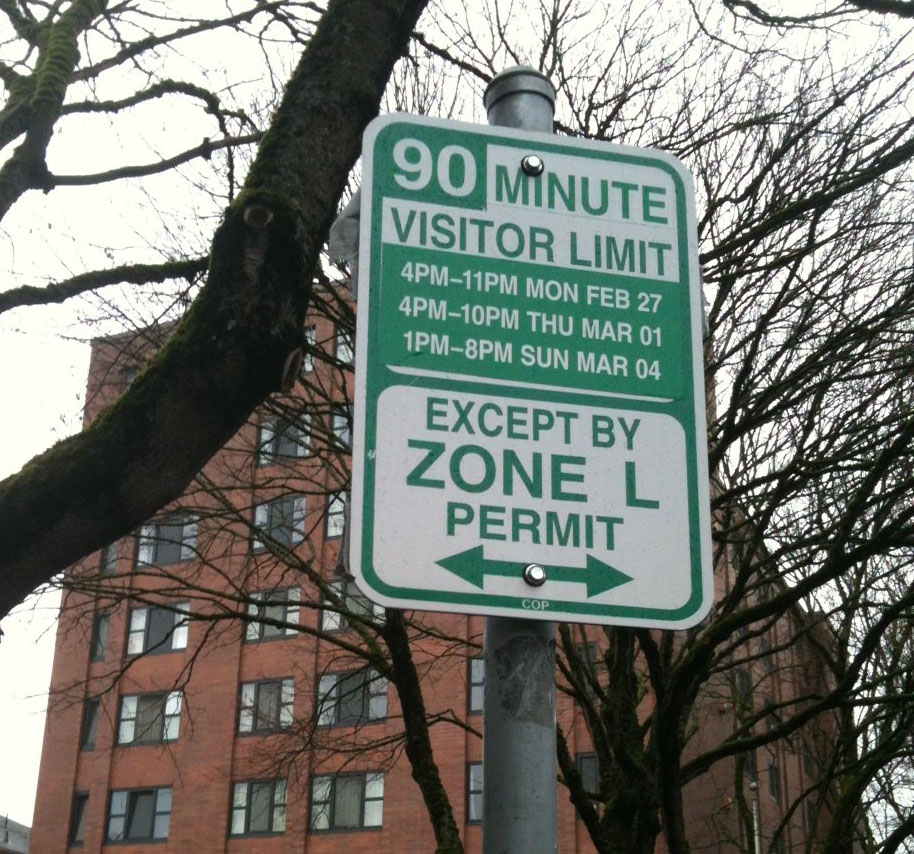 90 MINUTE
VISITOR LIMIT
4PM–11PM MON FEB 27
4PM–10PM THU MAR 01
1PM–8PM SUN MAR 04
EXCEPT BY
ZONE L
PERMIT
COP